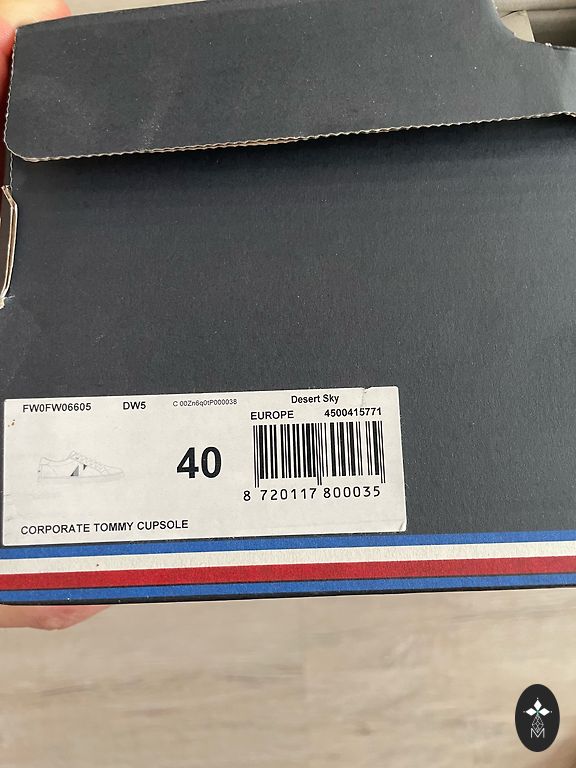 FW0FW06605 DW5 C 00Zn6q0tP000038 Desert Sky
EUROPE 4500415771
40
8 720117 800035
CORPORATE TOMMY CUPSOLE
M